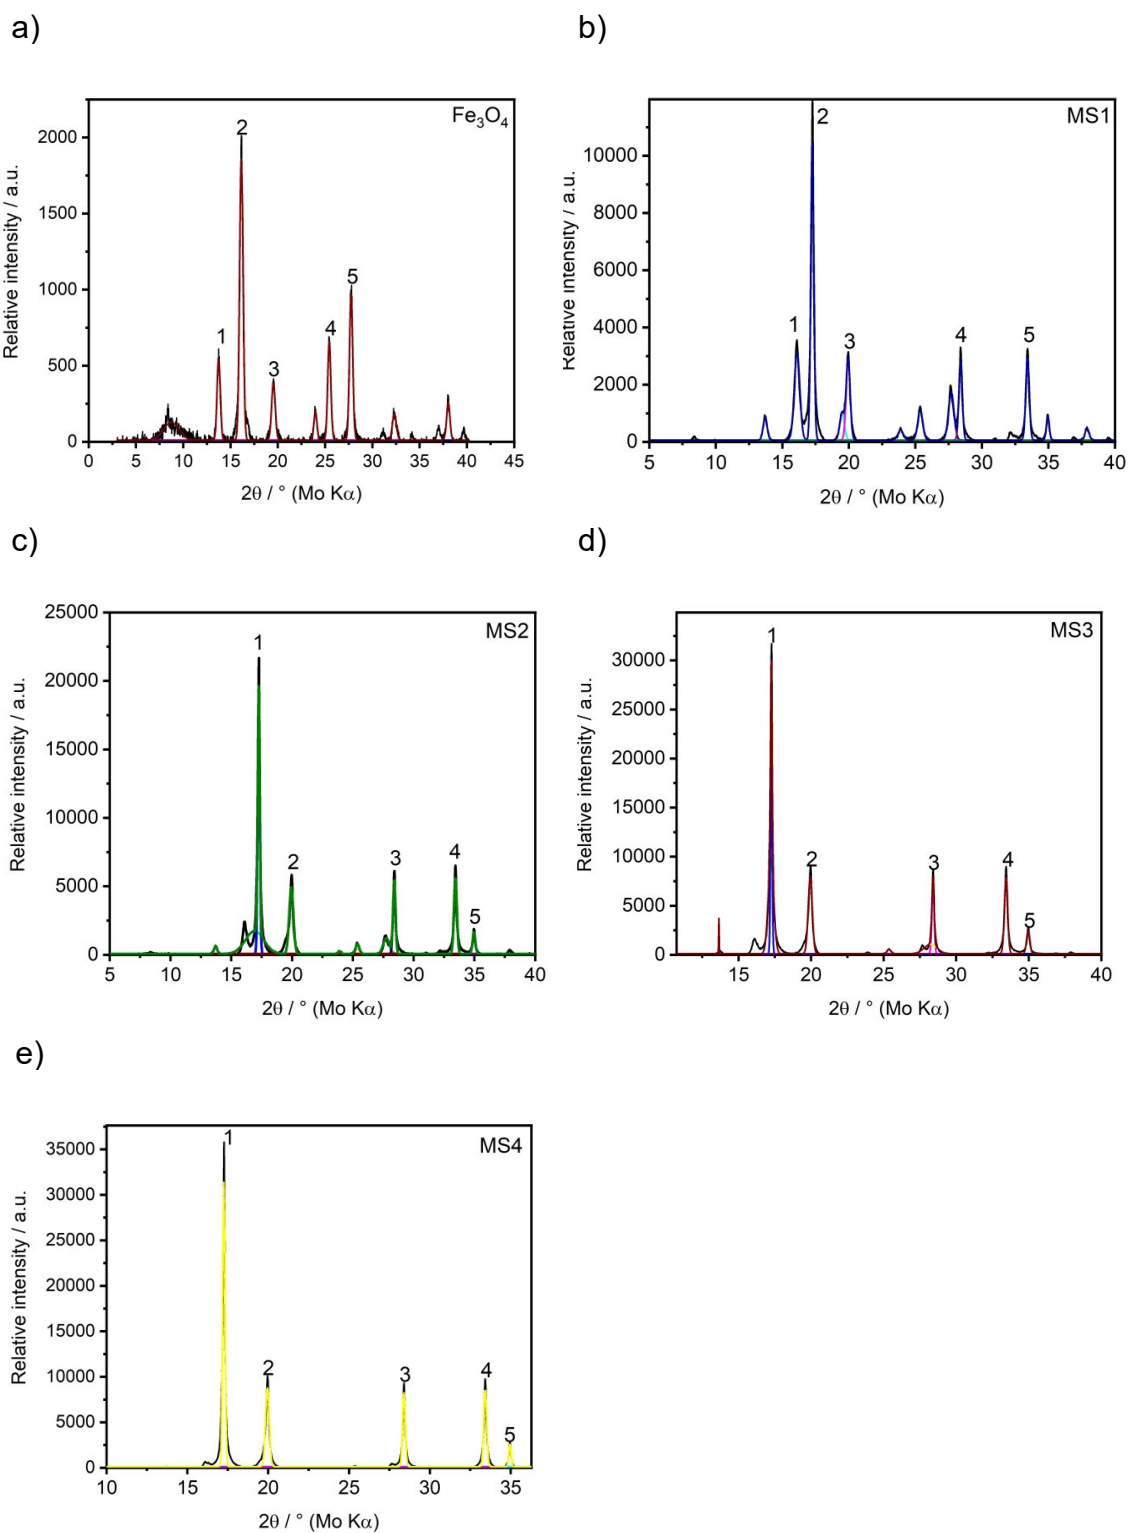 a)
Fe₃O₄
Relative intensity / a.u.
2000
1500
1000
500
0
1
2
3
4
5
0 5 10 15 20 25 30 35 40 45
2θ / ° (Mo Kα)
b)
MS1
Relative intensity / a.u.
10000
8000
6000
4000
2000
0
1
2
3
4
5
5 10 15 20 25 30 35 40
2θ / ° (Mo Kα)
c)
MS2
Relative intensity / a.u.
25000
20000
15000
10000
5000
0
1
2
3
4
5
5 10 15 20 25 30 35 40
2θ / ° (Mo Kα)
d)
MS3
Relative intensity / a.u.
30000
25000
20000
15000
10000
5000
0
1
2
3
4
5
15 20 25 30 35 40
2θ / ° (Mo Kα)
e)
MS4
Relative intensity / a.u.
35000
30000
25000
20000
15000
10000
5000
0
1
2
3
4
5
10 15 20 25 30 35
2θ / ° (Mo Kα)